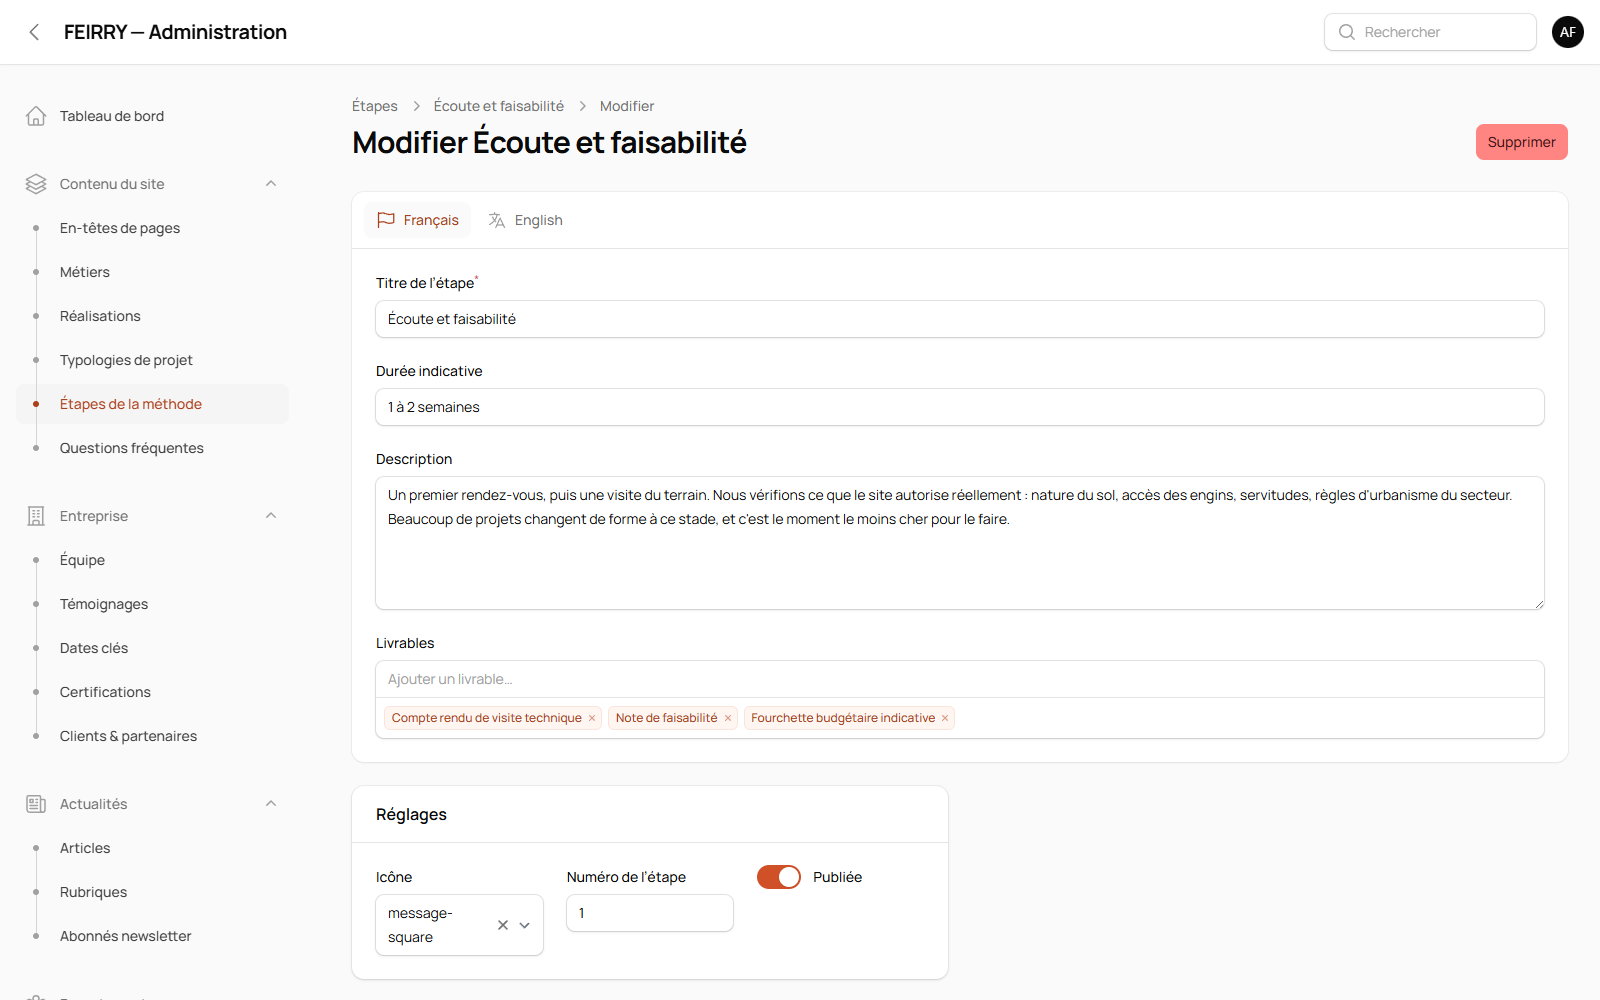 FEIRRY — Administration
Rechercher
AF
Tableau de bord
Contenu du site
En-têtes de pages
Métiers
Réalisations
Typologies de projet
Étapes de la méthode
Questions fréquentes
Entreprise
Équipe
Témoignages
Dates clés
Certifications
Clients & partenaires
Actualités
Articles
Rubriques
Abonnés newsletter
Étapes > Écoute et faisabilité > Modifier
Modifier Écoute et faisabilité
Supprimer
Français
English
Titre de l'étape*
Écoute et faisabilité
Durée indicative
1 à 2 semaines
Description
Un premier rendez-vous, puis une visite du terrain. Nous vérifions ce que le site autorise réellement : nature du sol, accès des engins, servitudes, règles d'urbanisme du secteur.
Beaucoup de projets changent de forme à ce stade, et c'est le moment le moins cher pour le faire.
Livrables
Ajouter un livrable...
Compte rendu de visite technique ×
Note de faisabilité ×
Fourchette budgétaire indicative ×
Réglages
Icône
message-
square
Numéro de l'étape
1
Publiée